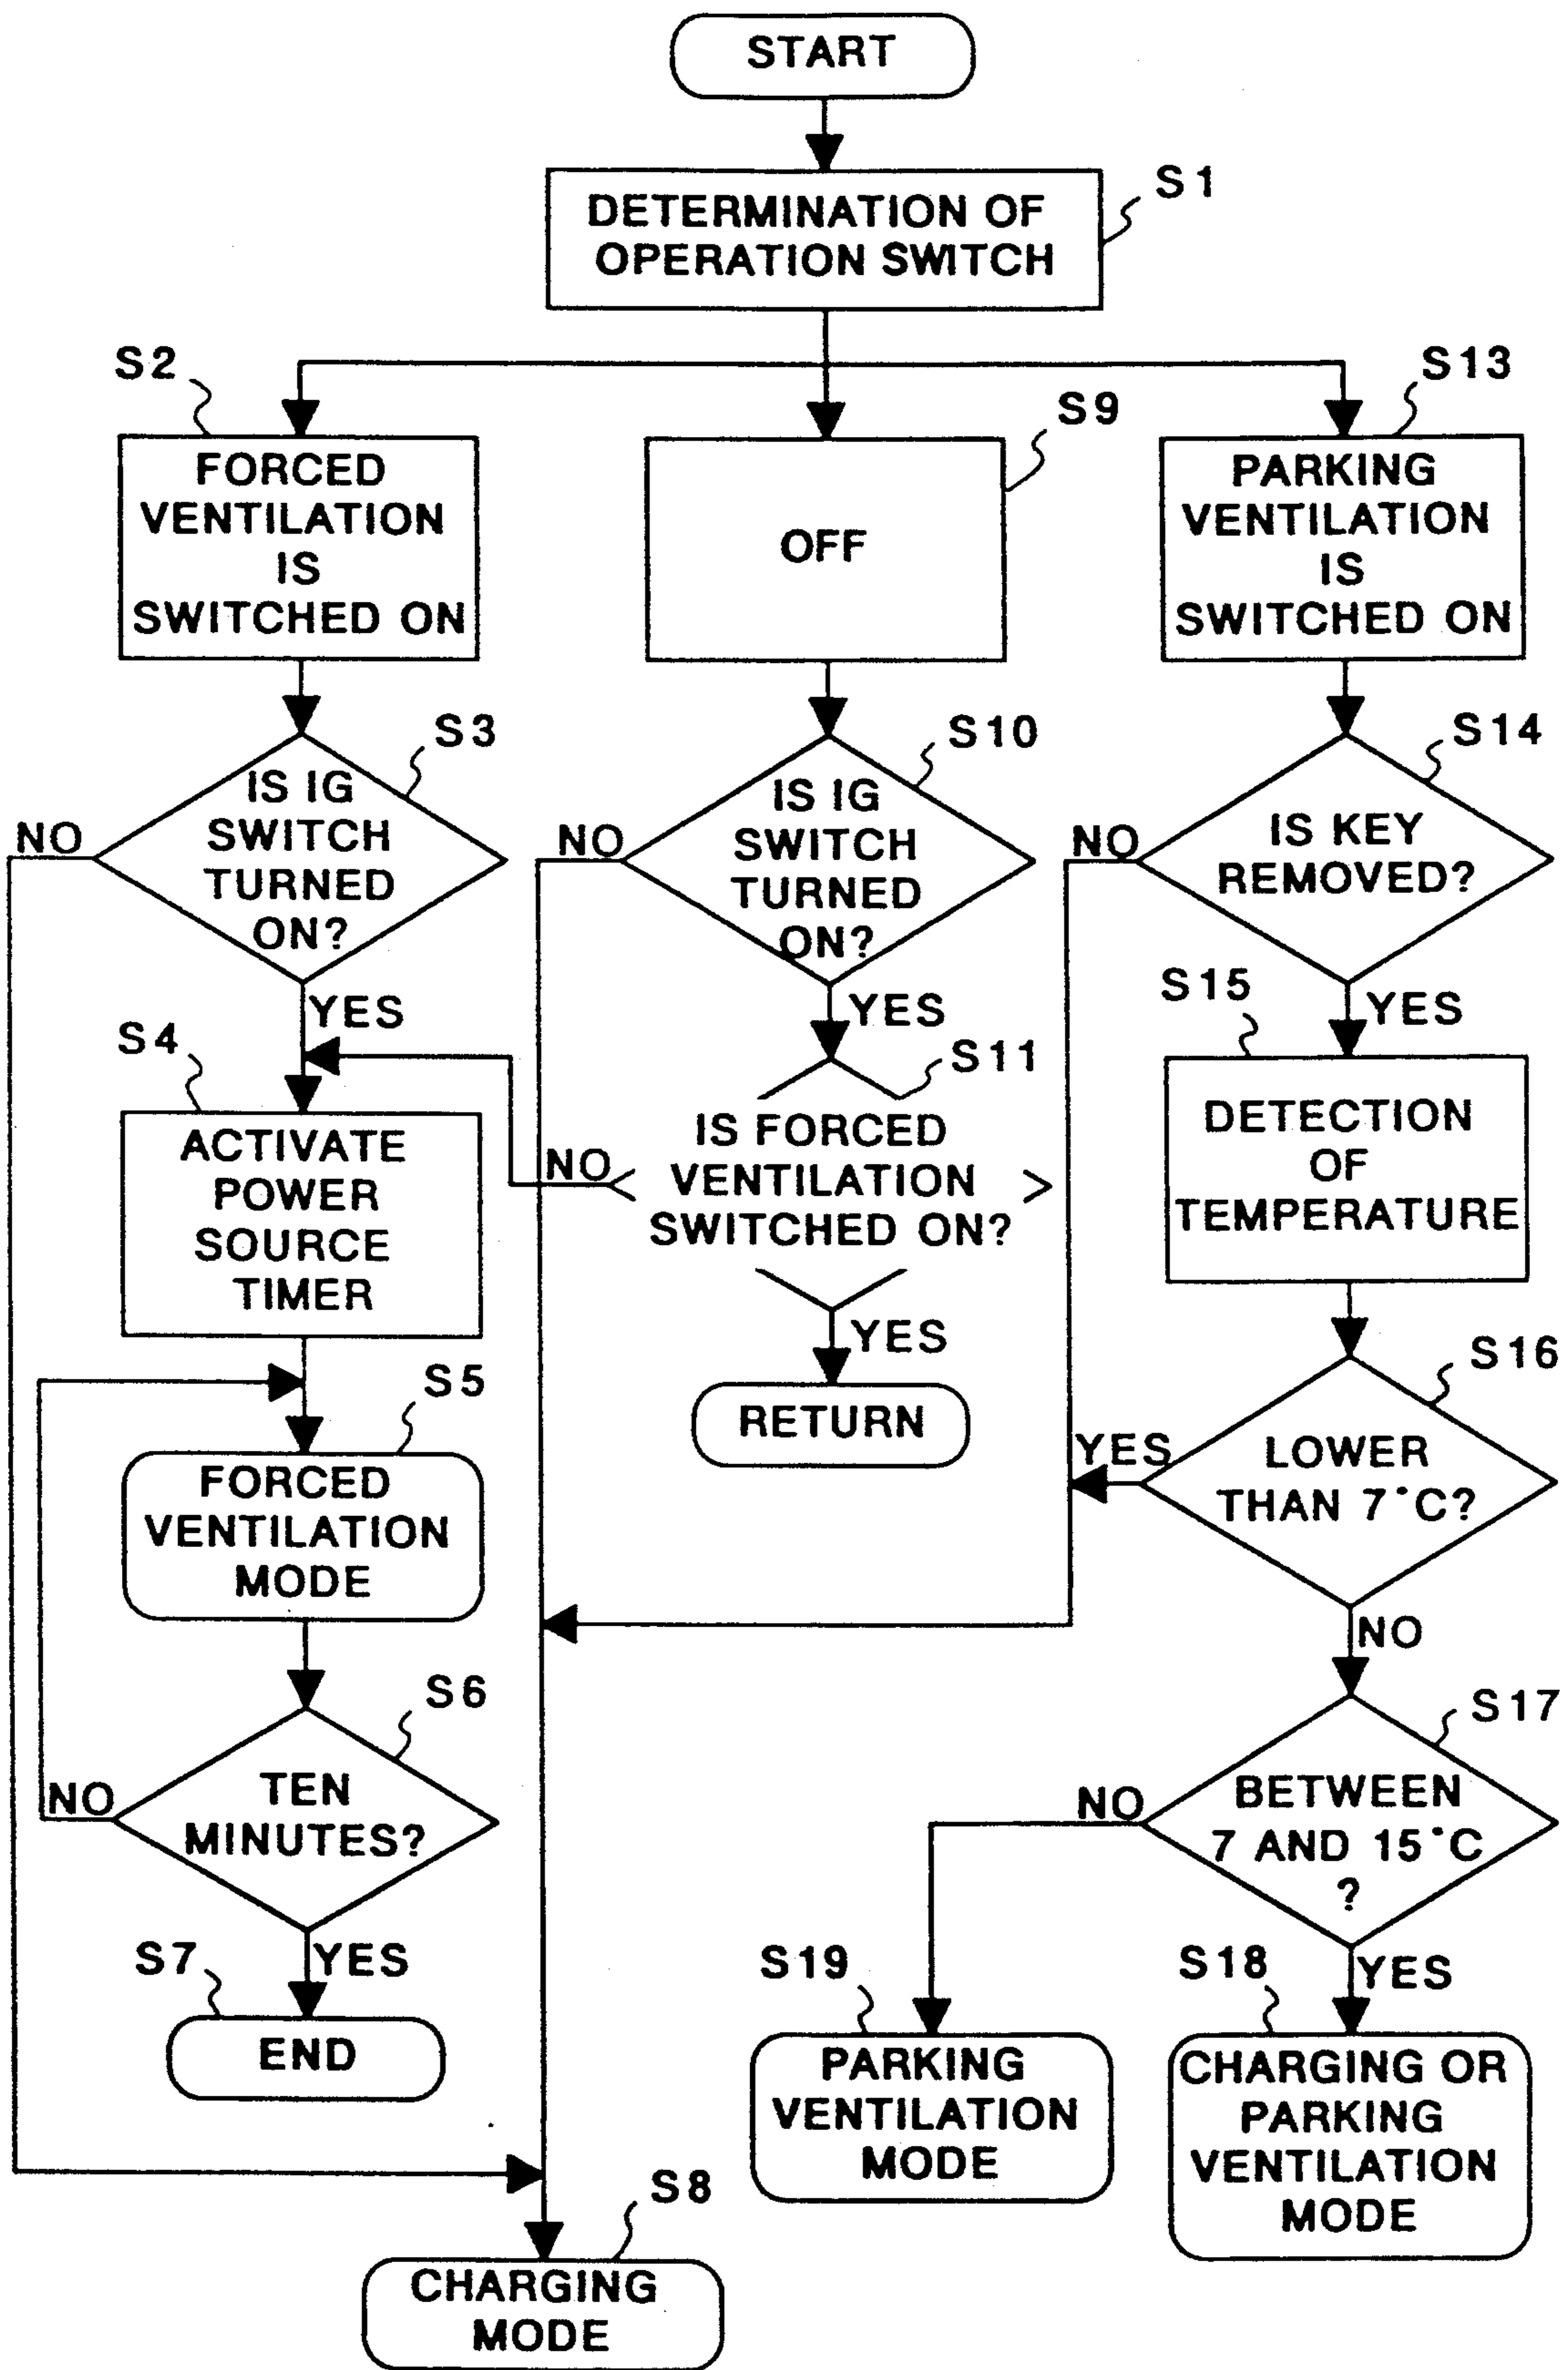 START
S1
DETERMINATION OF
OPERATION SWITCH
S2
FORCED
VENTILATION
IS
SWITCHED ON
S9
OFF
S13
PARKING
VENTILATION
IS
SWITCHED ON
S3
IS IG
SWITCH
TURNED
ON?
NO
YES
S10
IS IG
SWITCH
TURNED
ON?
NO
YES
S14
IS KEY
REMOVED?
NO
YES
S4
ACTIVATE
POWER
SOURCE
TIMER
S11
IS FORCED
VENTILATION
SWITCHED ON?
NO
YES
RETURN
S15
DETECTION
OF
TEMPERATURE
S5
FORCED
VENTILATION
MODE
S16
LOWER
THAN 7°C?
YES
NO
S6
TEN
MINUTES?
NO
YES
S17
BETWEEN
7 AND 15°C
?
NO
YES
S7
END
S19
PARKING
VENTILATION
MODE
S18
CHARGING OR
PARKING
VENTILATION
MODE
S8
CHARGING
MODE